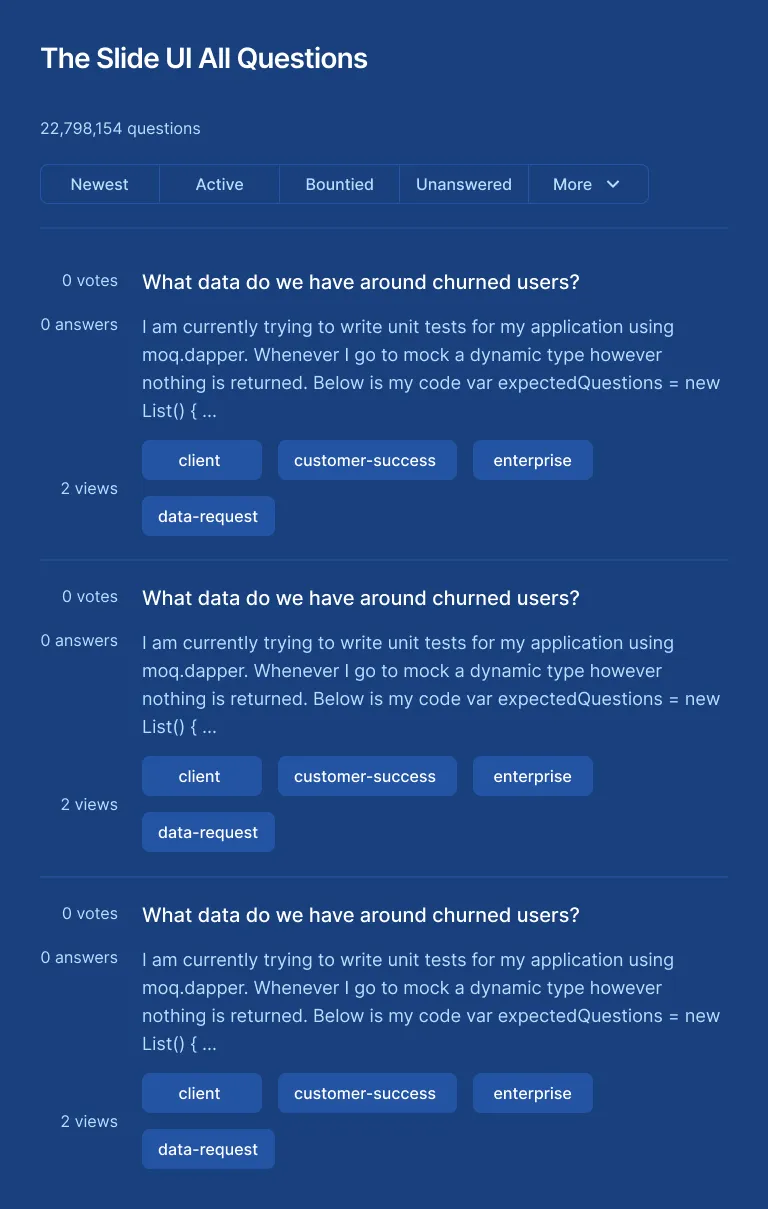 The Slide UI All Questions
22,798,154 questions
Newest Active Bountied Unanswered More
0 votes What data do we have around churned users?
0 answers I am currently trying to write unit tests for my application using
moq.dapper. Whenever I go to mock a dynamic type however
nothing is returned. Below is my code var expectedQuestions = new
List() { ...
client customer-success enterprise
2 views
data-request
0 votes What data do we have around churned users?
0 answers I am currently trying to write unit tests for my application using
moq.dapper. Whenever I go to mock a dynamic type however
nothing is returned. Below is my code var expectedQuestions = new
List() { ...
client customer-success enterprise
2 views
data-request
0 votes What data do we have around churned users?
0 answers I am currently trying to write unit tests for my application using
moq.dapper. Whenever I go to mock a dynamic type however
nothing is returned. Below is my code var expectedQuestions = new
List() { ...
client customer-success enterprise
2 views
data-request